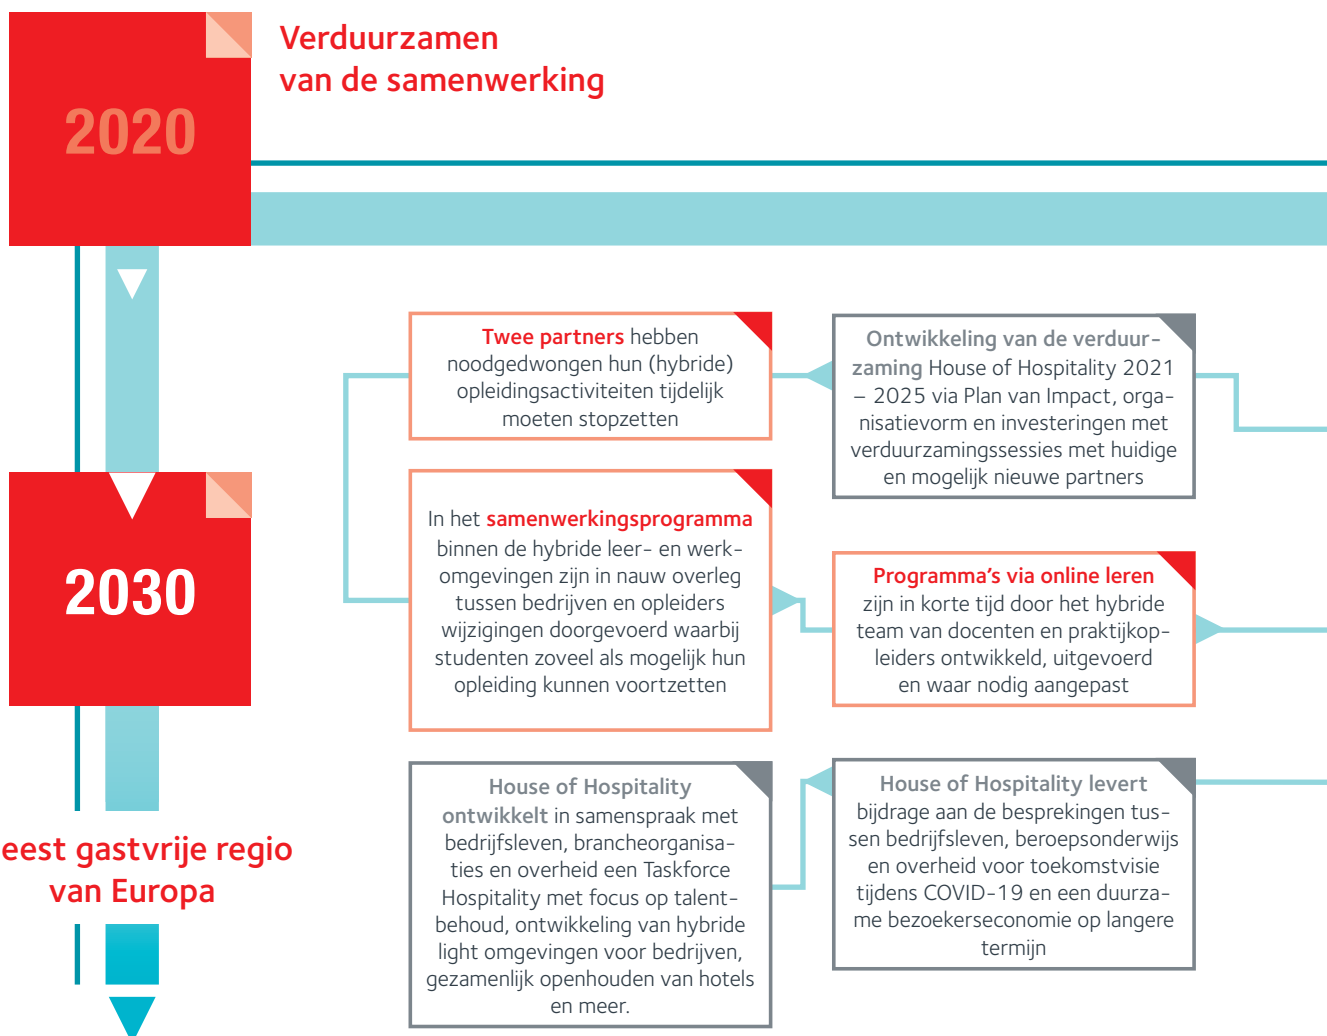 Verduurzamen
van de samenwerking
2020
Twee partners hebben
noodgedwongen hun (hybride)
opleidingsactiviteiten tijdelijk
moeten stopzetten
Ontwikkeling van de verduur-
zaming House of Hospitality 2021
– 2025 via Plan van Impact, orga-
nisatievorm en investeringen met
verduurzamingssessies met huidige
en mogelijk nieuwe partners
In het samenwerkingsprogramma
binnen de hybride leer- en werk-
omgevingen zijn in nauw overleg
tussen bedrijven en opleiders
wijzigingen doorgevoerd waarbij
studenten zoveel als mogelijk hun
opleiding kunnen voortzetten
Programma's via online leren
zijn in korte tijd door het hybride
team van docenten en praktijkop-
leiders ontwikkeld, uitgevoerd
en waar nodig aangepast
2030
House of Hospitality
ontwikkelt in samenspraak met
bedrijfsleven, brancheorganisa-
ties en overheid een Taskforce
Hospitality met focus op talent-
behoud, ontwikkeling van hybride
light omgevingen voor bedrijven,
gezamenlijk openhouden van hotels
en meer.
House of Hospitality levert
bijdrage aan de besprekingen tus-
sen bedrijfsleven, beroepsonderwijs
en overheid voor toekomstvisie
tijdens COVID-19 en een duurza-
me bezoekerseconomie op langere
termijn
eest gastvrije regio
van Europa